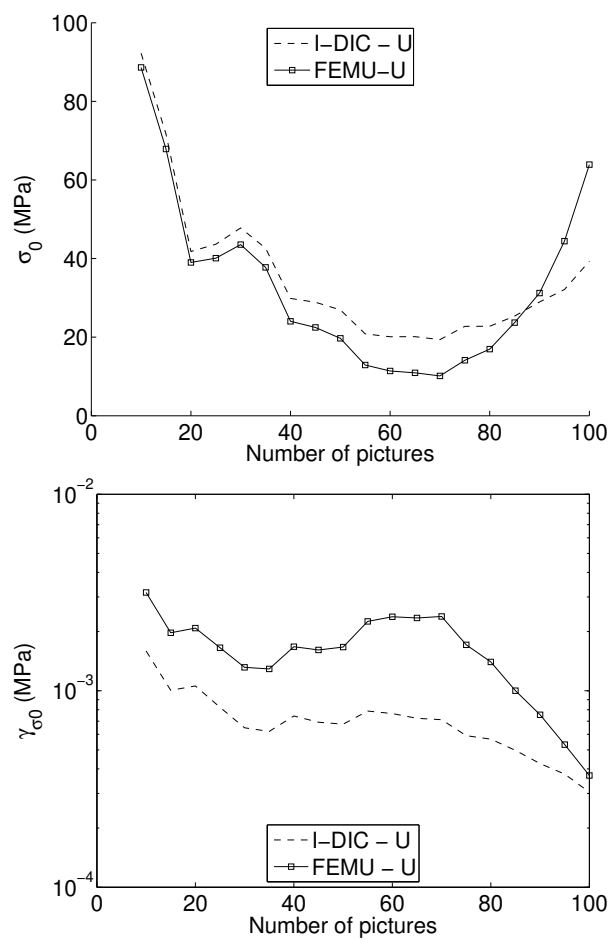 100
80
60
40
20
0
σ0 (MPa)
I−DIC − U
FEMU−U
0 20 40 60 80 100
Number of pictures
10−2
10−3
10−4
γσ0 (MPa)
I−DIC − U
FEMU − U
0 20 40 60 80 100
Number of pictures